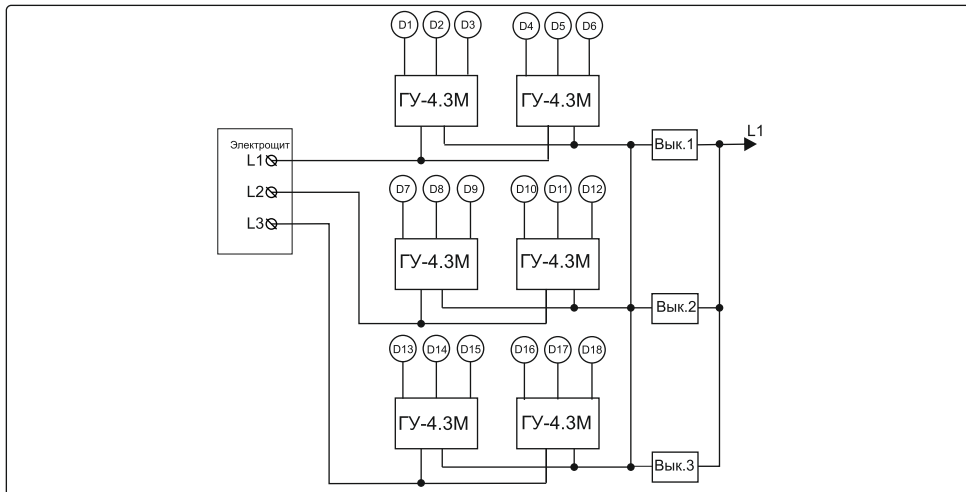 D1 D2 D3 D4 D5 D6
ГУ-4.3М ГУ-4.3М
Электрощит
L1 Вык.1 L1
L2
L3
D7 D8 D9 D10 D11 D12
ГУ-4.3М ГУ-4.3М
Вык.2
D13 D14 D15 D16 D17 D18
ГУ-4.3М ГУ-4.3М
Вык.3